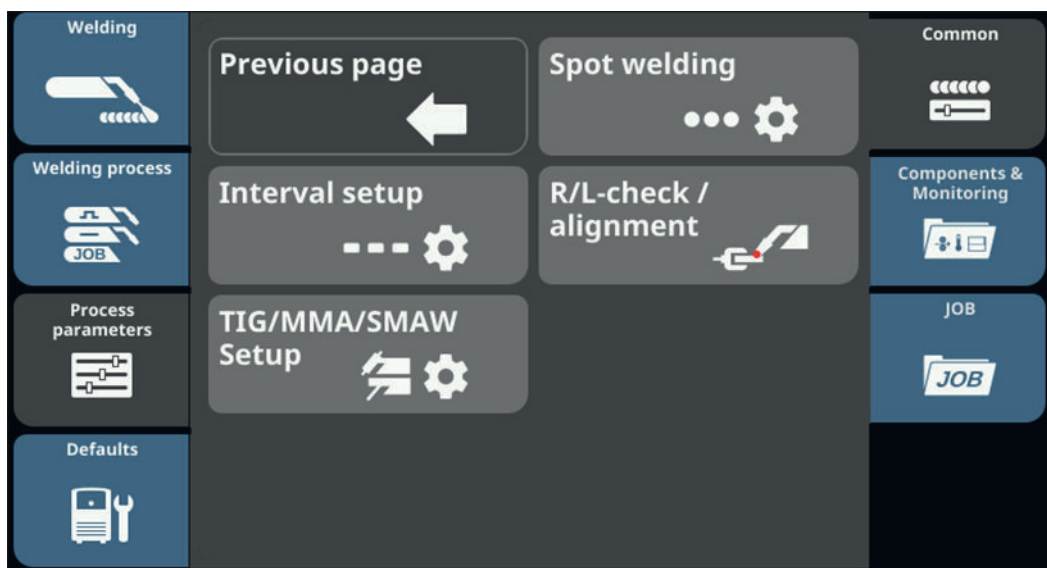 Welding
Welding process
JOB
Process
parameters
Defaults
Previous page
Spot welding
Interval setup
R/L-check /
alignment
TIG/MMA/SMAW
Setup
Common
Components &
Monitoring
JOB
JOB